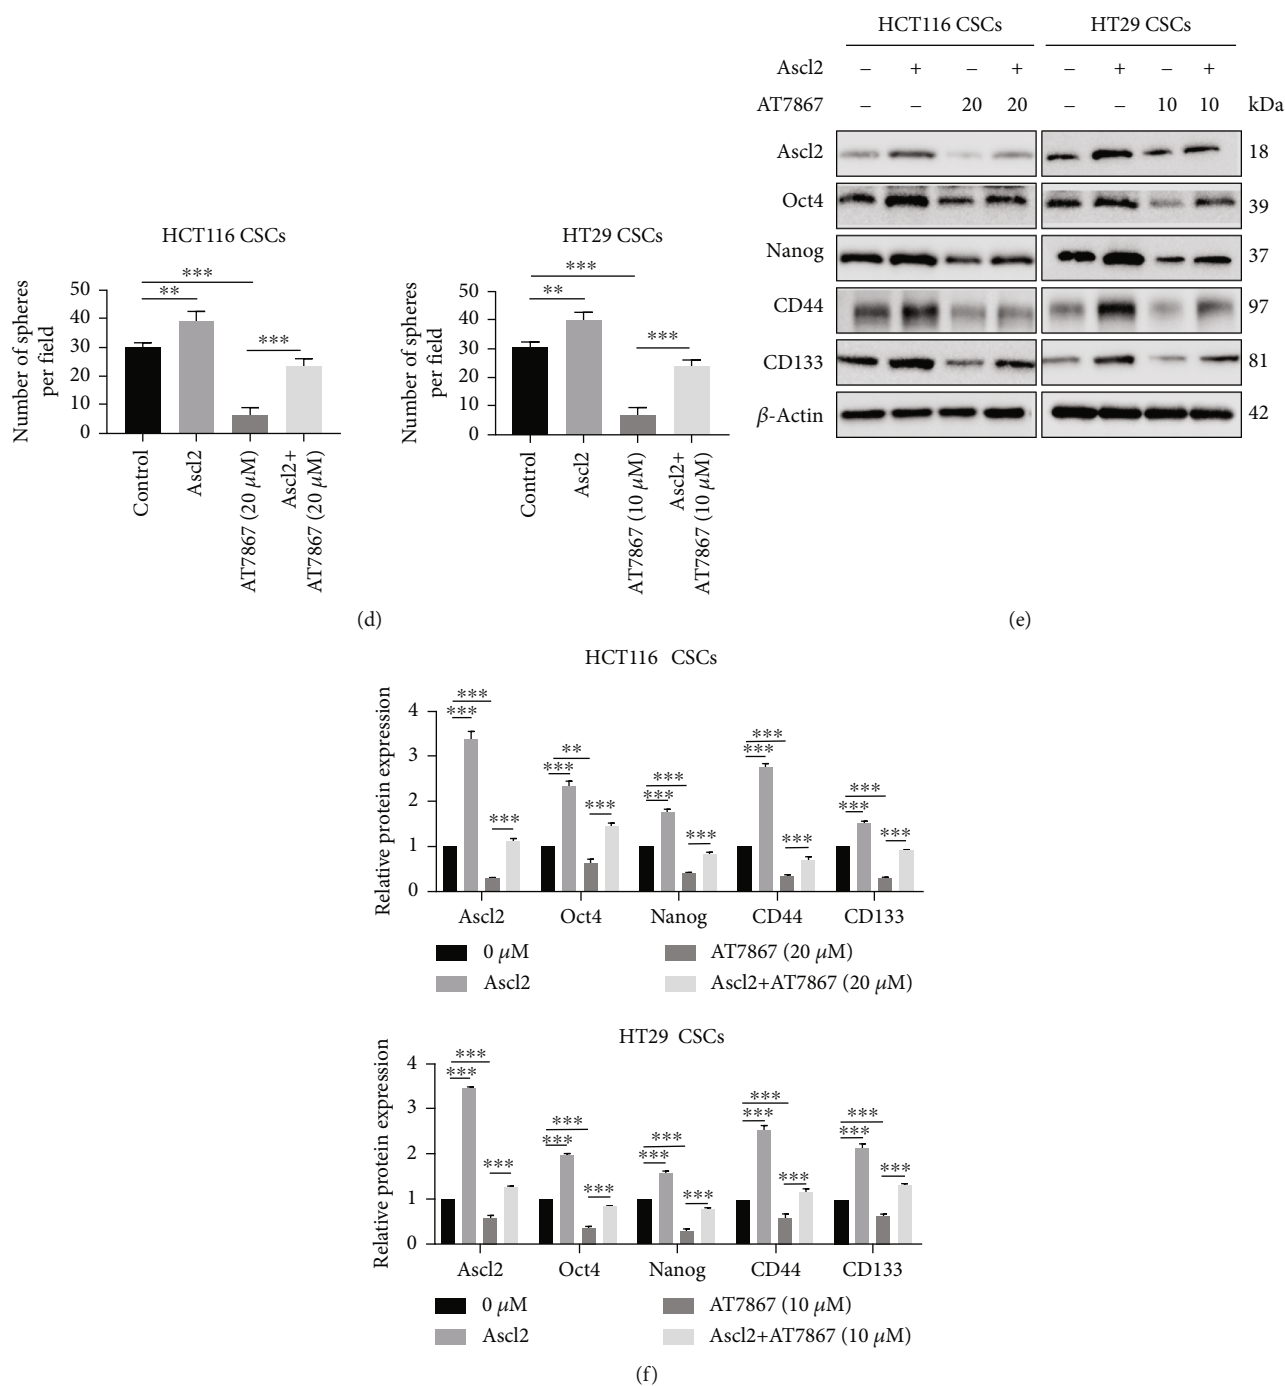 HCT116 CSCs
Number of spheres
per field
50
40
30
20
10
0
***
**
***
Control
Ascl2
AT7867 (20 μM)
Ascl2+
AT7867 (20 μM)
HT29 CSCs
Number of spheres
per field
50
40
30
20
10
0
***
**
***
Control
Ascl2
AT7867 (10 μM)
Ascl2+
AT7867 (10 μM)
(d)
HCT116 CSCs HT29 CSCs
Ascl2 – + – + – + – +
AT7867 – – 20 20 – – 10 10 kDa
Ascl2 18
Oct4 39
Nanog 37
CD44 97
CD133 81
β-Actin 42
(e)
HCT116 CSCs
Relative protein expression
4
3
2
1
0
*** *** ***
** *** ***
*** *** ***
*** *** ***
*** *** ***
Ascl2 Oct4 Nanog CD44 CD133
0 μM AT7867 (20 μM)
Ascl2 Ascl2+AT7867 (20 μM)
HT29 CSCs
Relative protein expression
4
3
2
1
0
*** *** ***
*** *** ***
*** *** ***
*** *** ***
*** *** ***
Ascl2 Oct4 Nanog CD44 CD133
0 μM AT7867 (10 μM)
Ascl2 Ascl2+AT7867 (10 μM)
(f)